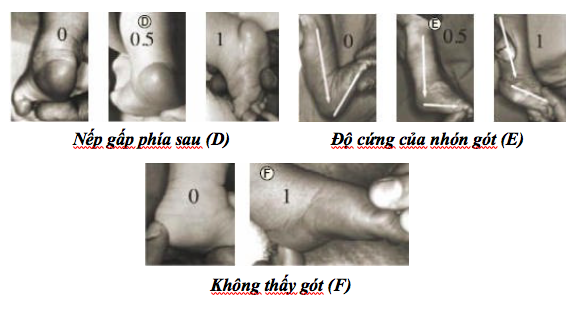 0 D 0.5 1 0 E 0.5 1
Nếp gấp phía sau (D) Độ cứng của nhón gót (E)
0 F 1
Không thấy gót (F)